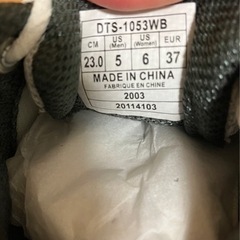 DTS-1053WB
CM US (Men) US (Women) EUR
23.0 5 6 37
MADE IN CHINA
FABRIQUE EN CHINE
2003
20114103